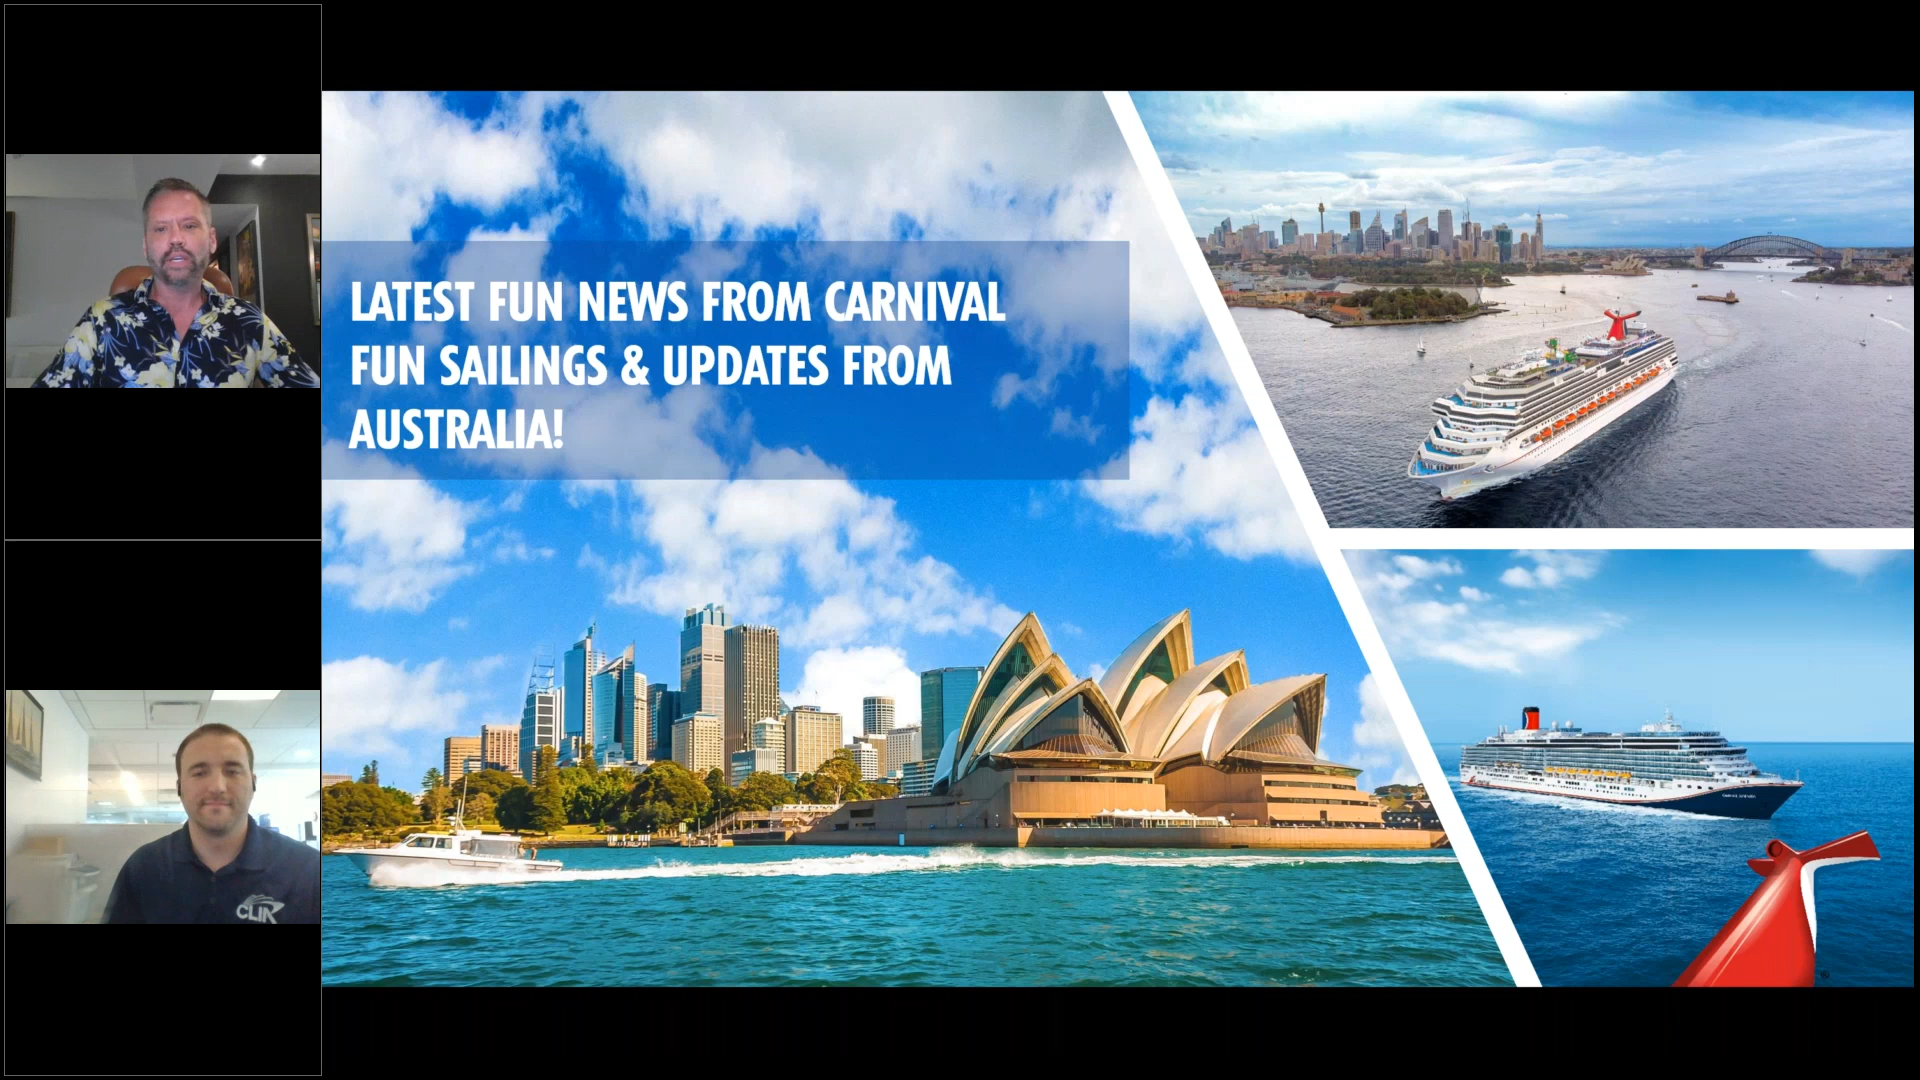 LATEST FUN NEWS FROM CARNIVAL
FUN SAILINGS & UPDATES FROM
AUSTRALIA!
CLIA